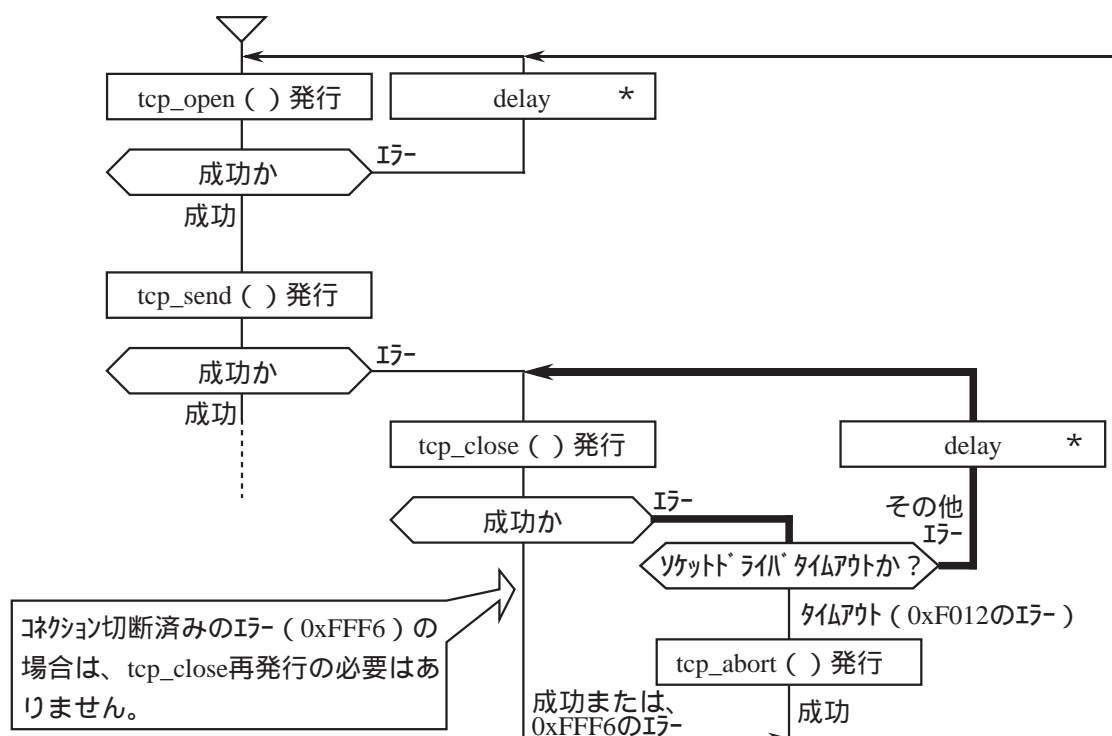 tcp_open（ ）発行
delay *
成功か
エラー
成功
tcp_send（ ）発行
成功か
エラー
成功
tcp_close（ ）発行
delay *
成功か
エラー
その他
エラー
ソケットドライバタイムアウトか？
コネクション切断済みのエラー（0xFFF6）の
場合は、tcp_close再発行の必要はあ
りません。
タイムアウト（0xF012のエラー）
tcp_abort（ ）発行
成功または、
0xFFF6のエラー
成功